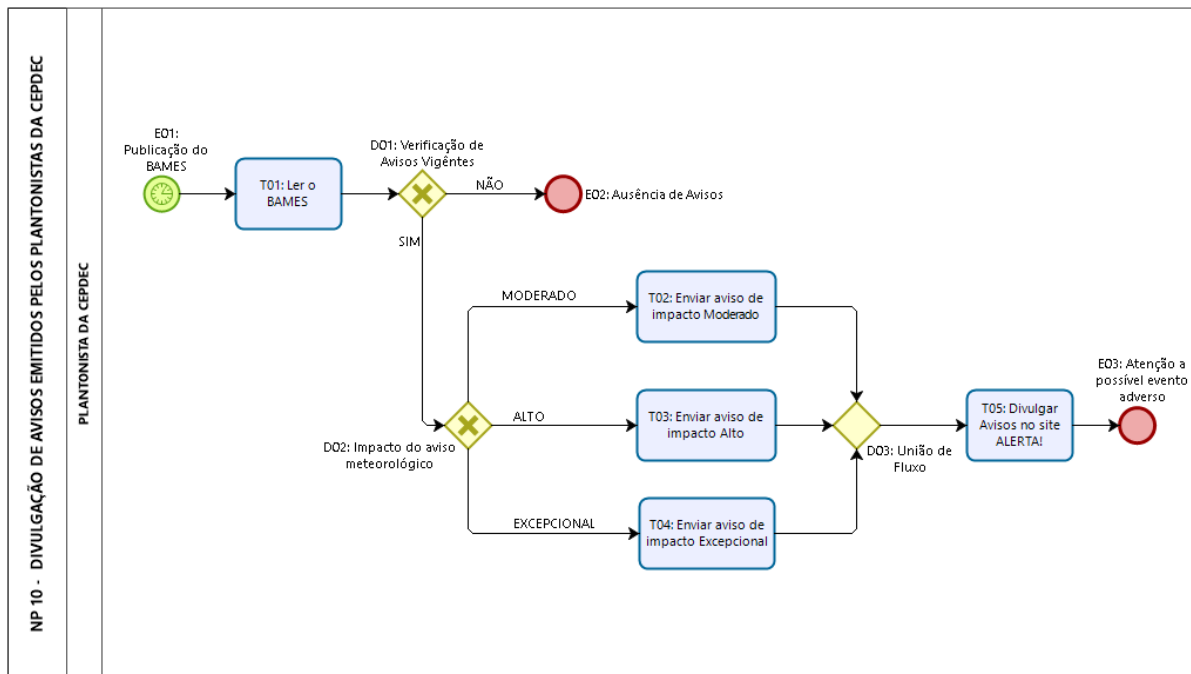 NP 10 - DIVULGAÇÃO DE AVISOS EMITIDOS PELOS PLANTONISTAS DA CEPDEC
PLANTONISTA DA CEPDEC
E01:
Publicação do
BAMES
T01: Ler o
BAMES
D01: Verificação de
Avisos Vigêntes
NÃO
E02: Ausência de Avisos
SIM
D02: Impacto do aviso
meteorológico
MODERADO
T02: Enviar aviso de
impacto Moderado
ALTO
T03: Enviar aviso de
impacto Alto
EXCEPCIONAL
T04: Enviar aviso de
impacto Excepcional
D03: União de
Fluxo
T05: Divulgar
Avisos no site
ALERTA!
E03: Atenção a
possível evento
adverso